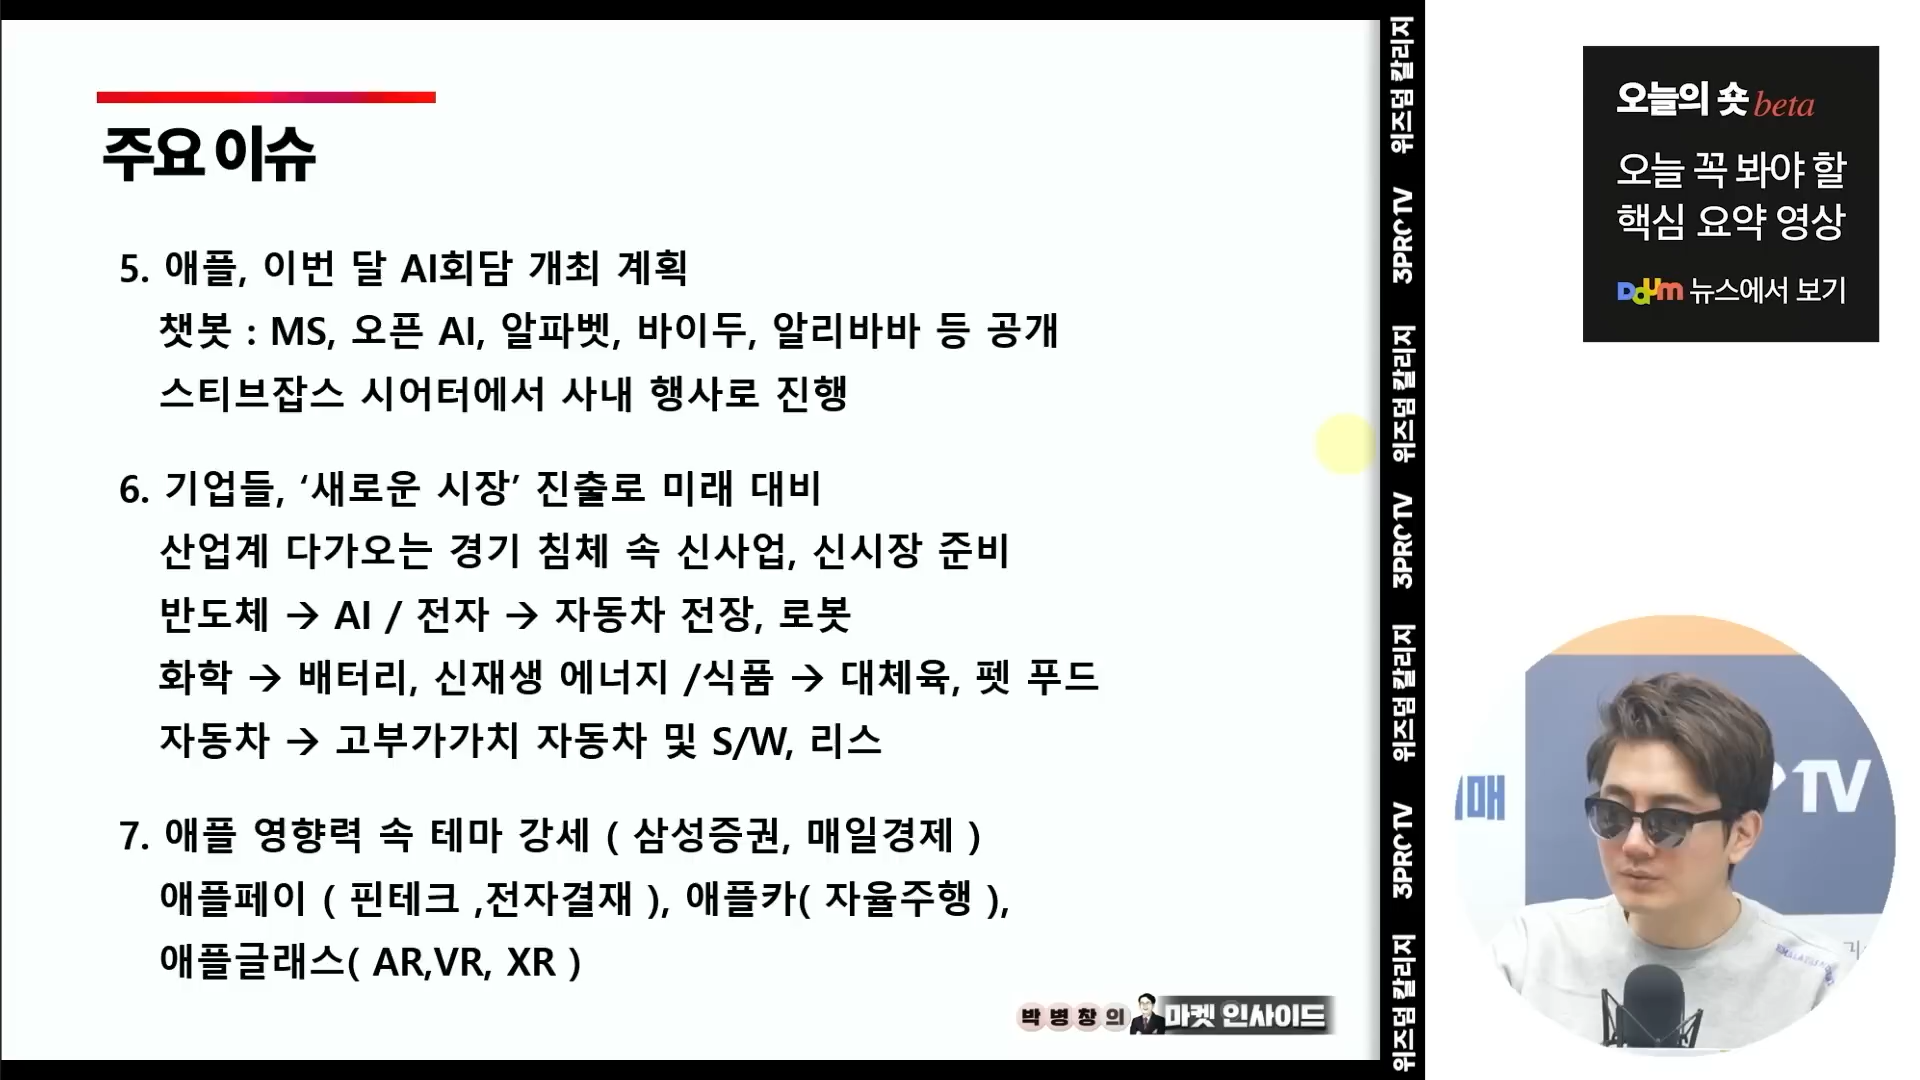 주요 이슈
5. 애플, 이번 달 AI회담 개최 계획
챗봇 : MS, 오픈 AI, 알파벳, 바이두, 알리바바 등 공개
스티브잡스 시어터에서 사내 행사로 진행
6. 기업들, ‘새로운 시장’ 진출로 미래 대비
산업계 다가오는 경기 침체 속 신사업, 신시장 준비
반도체 → AI / 전자 → 자동차 전장, 로봇
화학 → 배터리, 신재생 에너지 /식품 → 대체육, 펫 푸드
자동차 → 고부가가치 자동차 및 S/W, 리스
7. 애플 영향력 속 테마 강세 ( 삼성증권, 매일경제 )
애플페이 ( 핀테크 ,전자결재 ), 애플카( 자율주행 ),
애플글래스( AR,VR, XR )
박병창의 마켓 인사이드
위즈덤 칼리지
3PROTV
위즈덤 칼리지
3PROTV
위즈덤 칼리지
3PROTV
위즈덤 칼리지
오늘의 숏 beta
오늘 꼭 봐야 할
핵심 요약 영상
Daum 뉴스에서 보기
매
TV